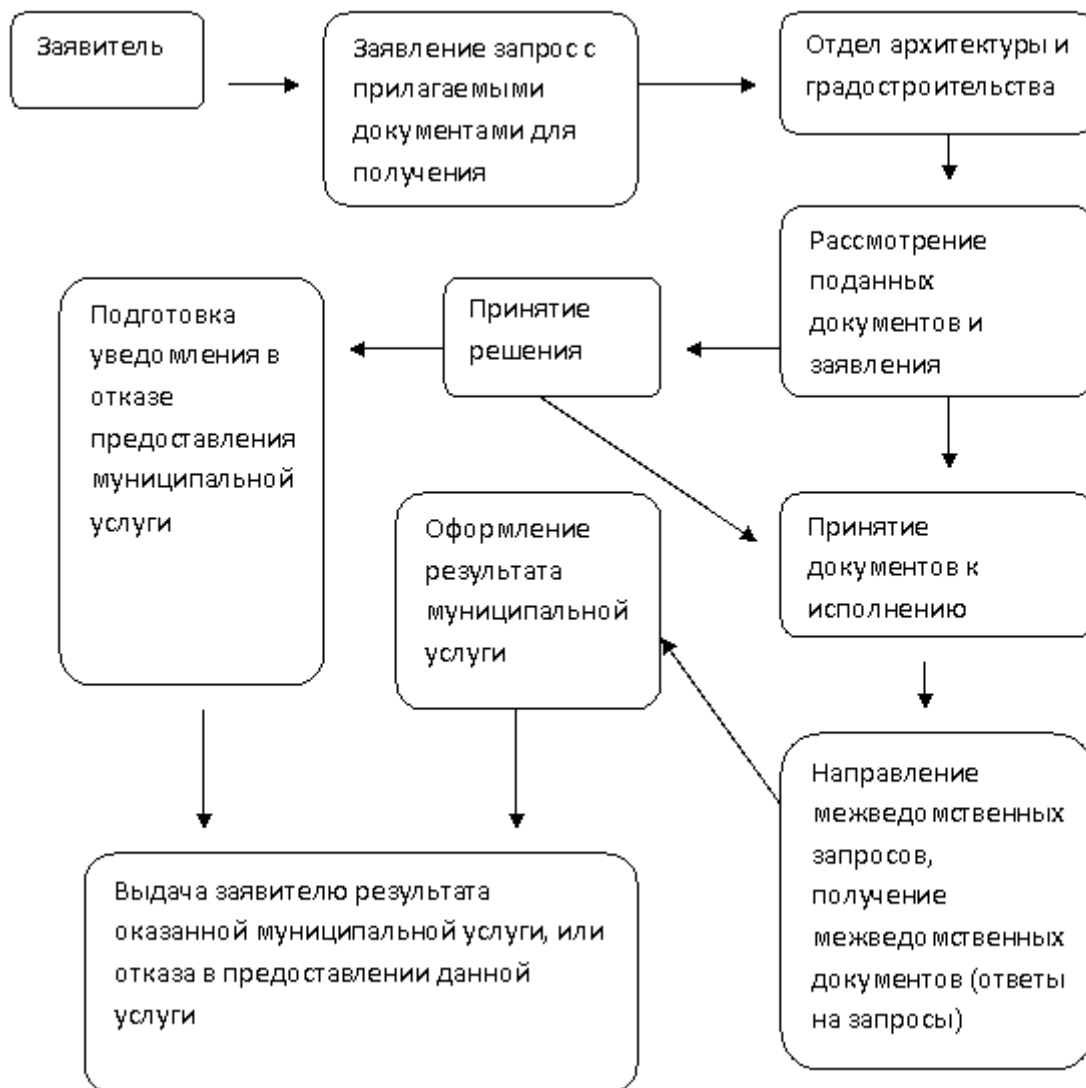 Заявитель
Заявление запрос с
прилагаемыми
документами для
получения
Отдел архитектуры и
градостроительства
Рассмотрение
поданных
документов и
заявления
Принятие
решения
Подготовка
уведомления в
отказе
предоставления
муниципальной
услуги
Принятие
документов к
исполнению
Оформление
результата
муниципальной
услуги
Направление
межведомственных
запросов,
получение
межведомственных
документов (ответы
на запросы)
Выдача заявителю результата
оказанной муниципальной услуги, или
отказа в предоставлении данной
услуги